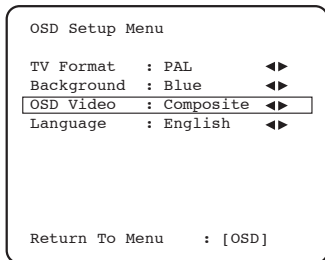 OSD Setup Menu
TV Format : PAL ◄►
Background : Blue ◄►
OSD Video : Composite ◄►
Language : English ◄►
Return To Menu : [OSD]